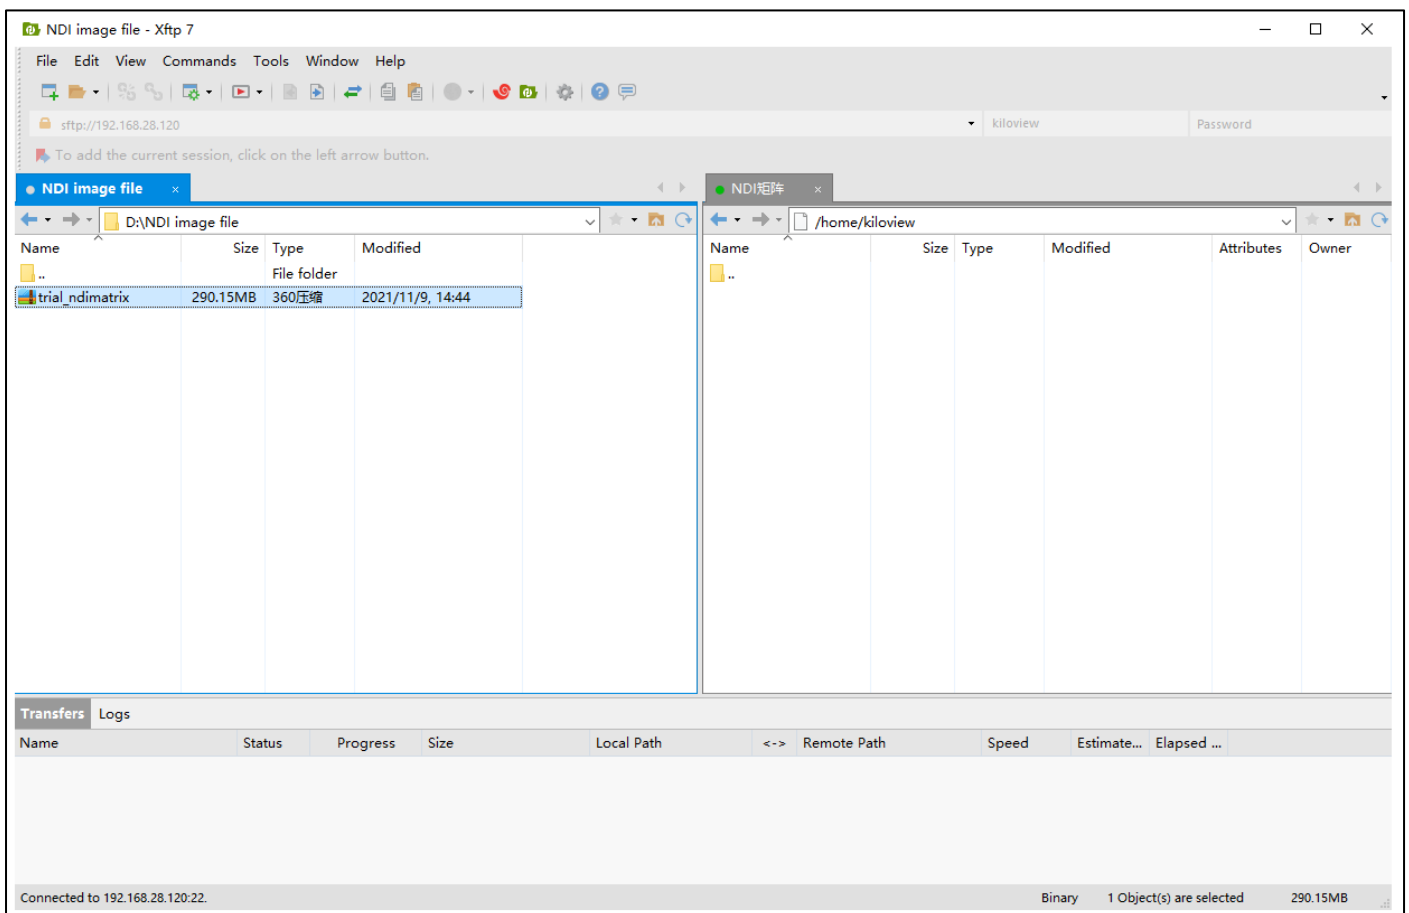 NDI image file - Xftp 7
File Edit View Commands Tools Window Help
sftp://192.168.28.120 kiloview Password
To add the current session, click on the left arrow button.
NDI image file × NDI矩阵 ×
D:\NDI image file /home/kiloview
Name Size Type Modified Name Size Type Modified Attributes Owner
.. File folder ..
trial_ndimatrix 290.15MB 360压缩 2021/11/9, 14:44
Transfers Logs
Name Status Progress Size Local Path <-> Remote Path Speed Estimate... Elapsed ...
Connected to 192.168.28.120:22. Binary 1 Object(s) are selected 290.15MB